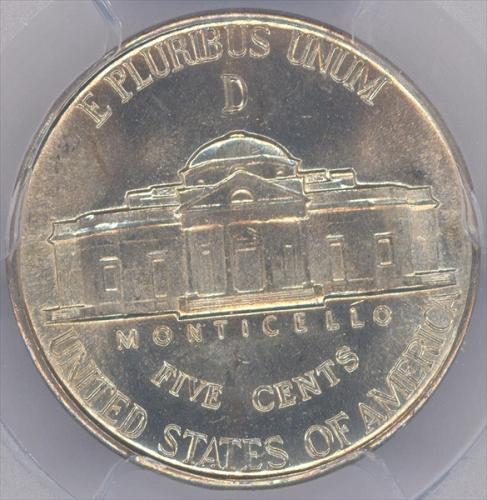 E PLURIBUS UNUM
D
MONTICELLO
FIVE CENTS
UNITED STATES OF AMERICA